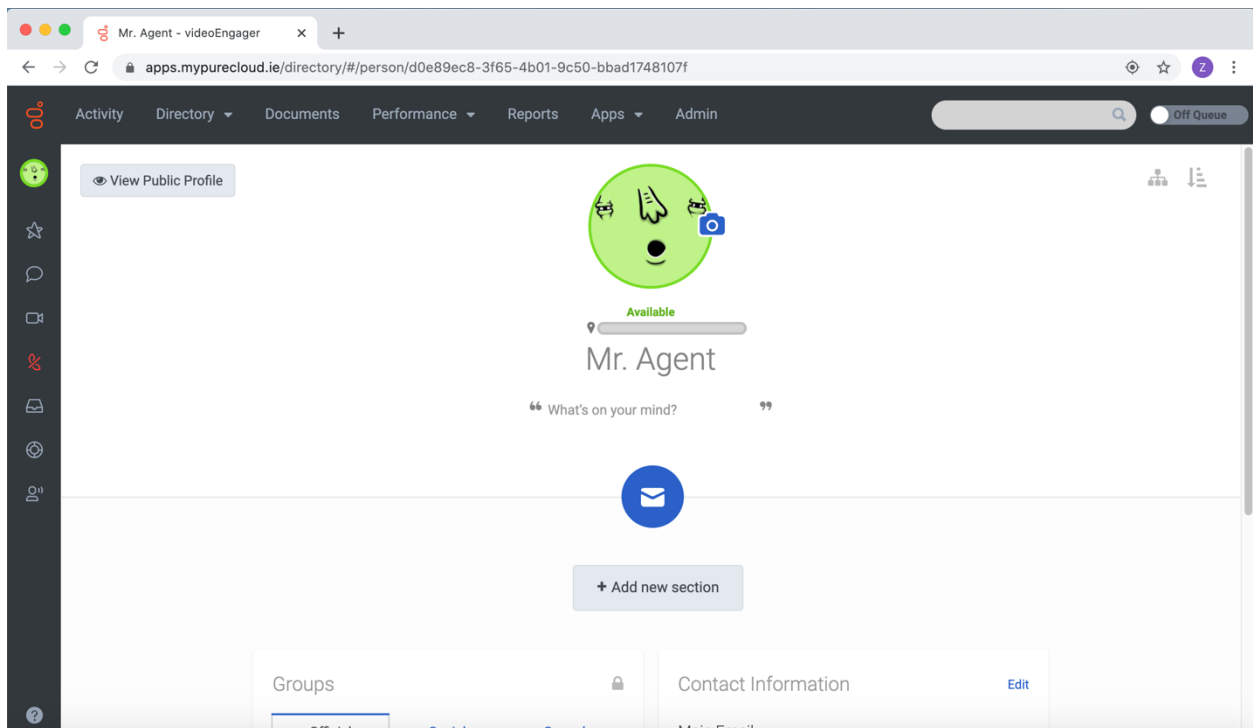 Mr. Agent - videoEngager
apps.mypurecloud.ie/directory/#/person/d0e89ec8-3f65-4b01-9c50-bbad1748107f
Z
Activity Directory Documents Performance Reports Apps Admin
Off Queue
View Public Profile
Available
Mr. Agent
❝ What's on your mind? ❞
+ Add new section
Groups
Contact Information
Edit